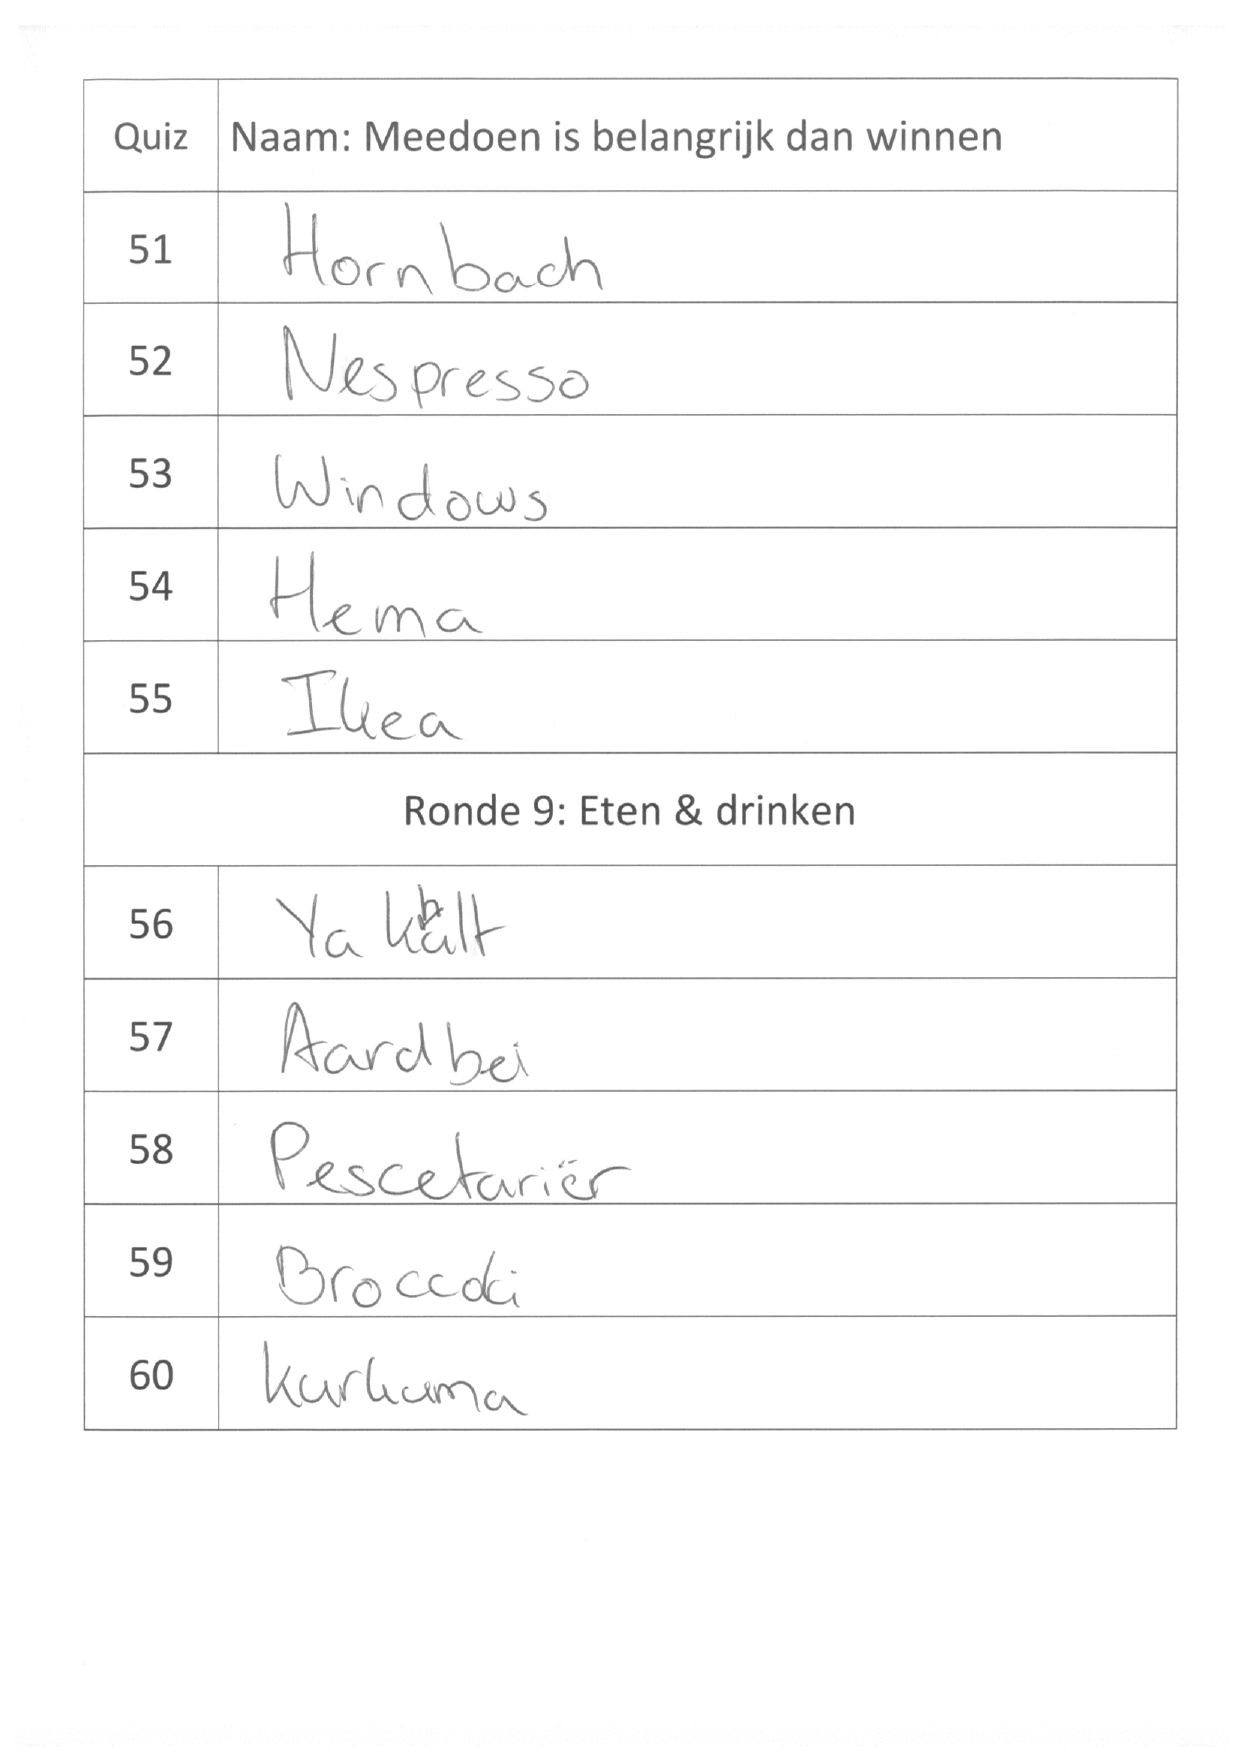 Quiz Naam: Meedoen is belangrijk dan winnen
51 Hornbach
52 Nespresso
53 Windows
54 Hema
55 Ikea
Ronde 9: Eten & drinken
56 Ya
57 Aardbei
58 Pescetariër
59 Broccoli
60 kurkuma